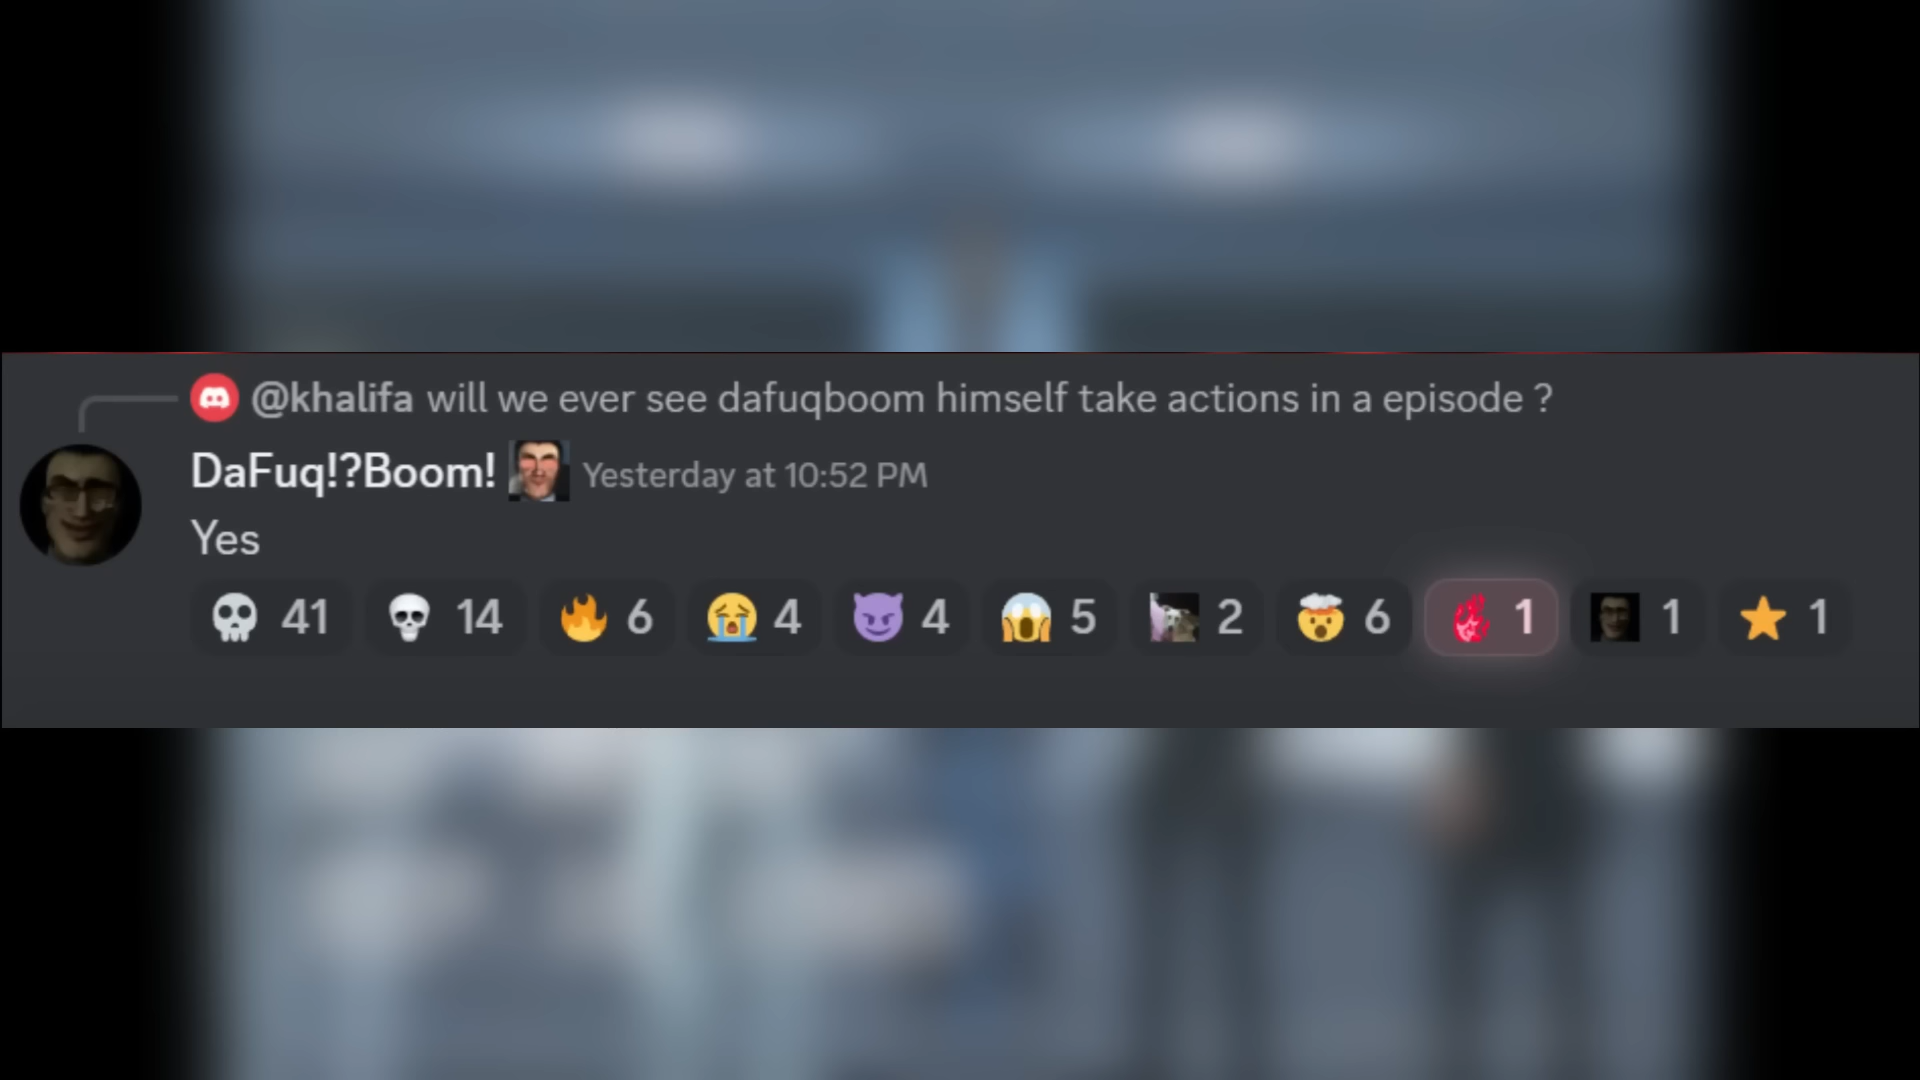 @khalifa will we ever see dafuqboom himself take actions in a episode ?
DaFuq!?Boom! Yesterday at 10:52 PM
Yes
💀 41 💀 14 🔥 6 😭 4 😈 4 😱 5 2 🤯 6 1 1 ⭐ 1